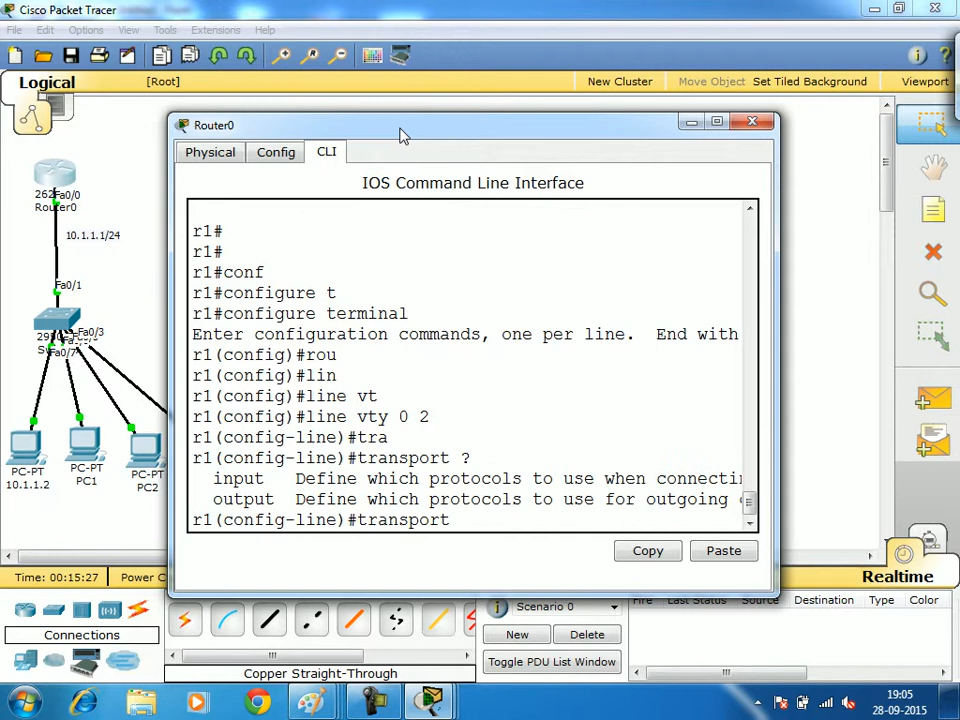 Cisco Packet Tracer
File Edit Options View Tools Extensions Help
Logical [Root] New Cluster Move Object Set Tiled Background Viewport
Router0
Physical Config CLI
IOS Command Line Interface
r1#
r1#
r1#conf
r1#configure t
r1#configure terminal
Enter configuration commands, one per line. End with
r1(config)#rou
r1(config)#lin
r1(config)#line vt
r1(config)#line vty 0 2
r1(config-line)#tra
r1(config-line)#transport ?
input Define which protocols to use when connectin
output Define which protocols to use for outgoing
r1(config-line)#transport
Copy Paste
Fa0/0
Router0
10.1.1.1/24
Fa0/1
Fa0/3
Fa0/7
PC-PT
10.1.1.2
PC-PT
PC1
PC-PT
PC2
Time: 00:15:27 Power C Realtime
Scenario 0
Fire Last Status Source Destination Type Color
Connections
New Delete
Toggle PDU List Window
Copper Straight-Through
19:05
28-09-2015